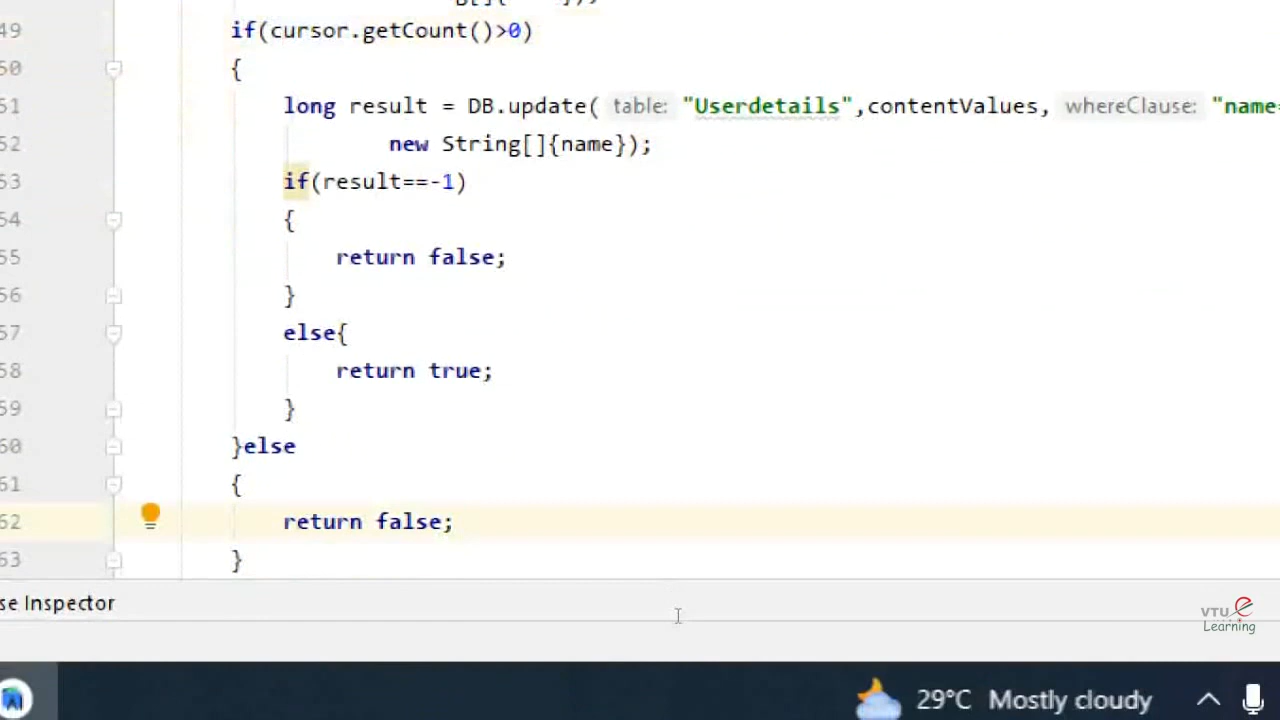 49 if(cursor.getCount()>0)
50 {
51 long result = DB.update( table: "Userdetails",contentValues, whereClause: "name=
52 new String[]{name});
53 if(result==-1)
54 {
55 return false;
56 }
57 else{
58 return true;
59 }
60 }else
61 {
62 return false;
63 }
se Inspector
VTU e
Learning
29°C Mostly cloudy